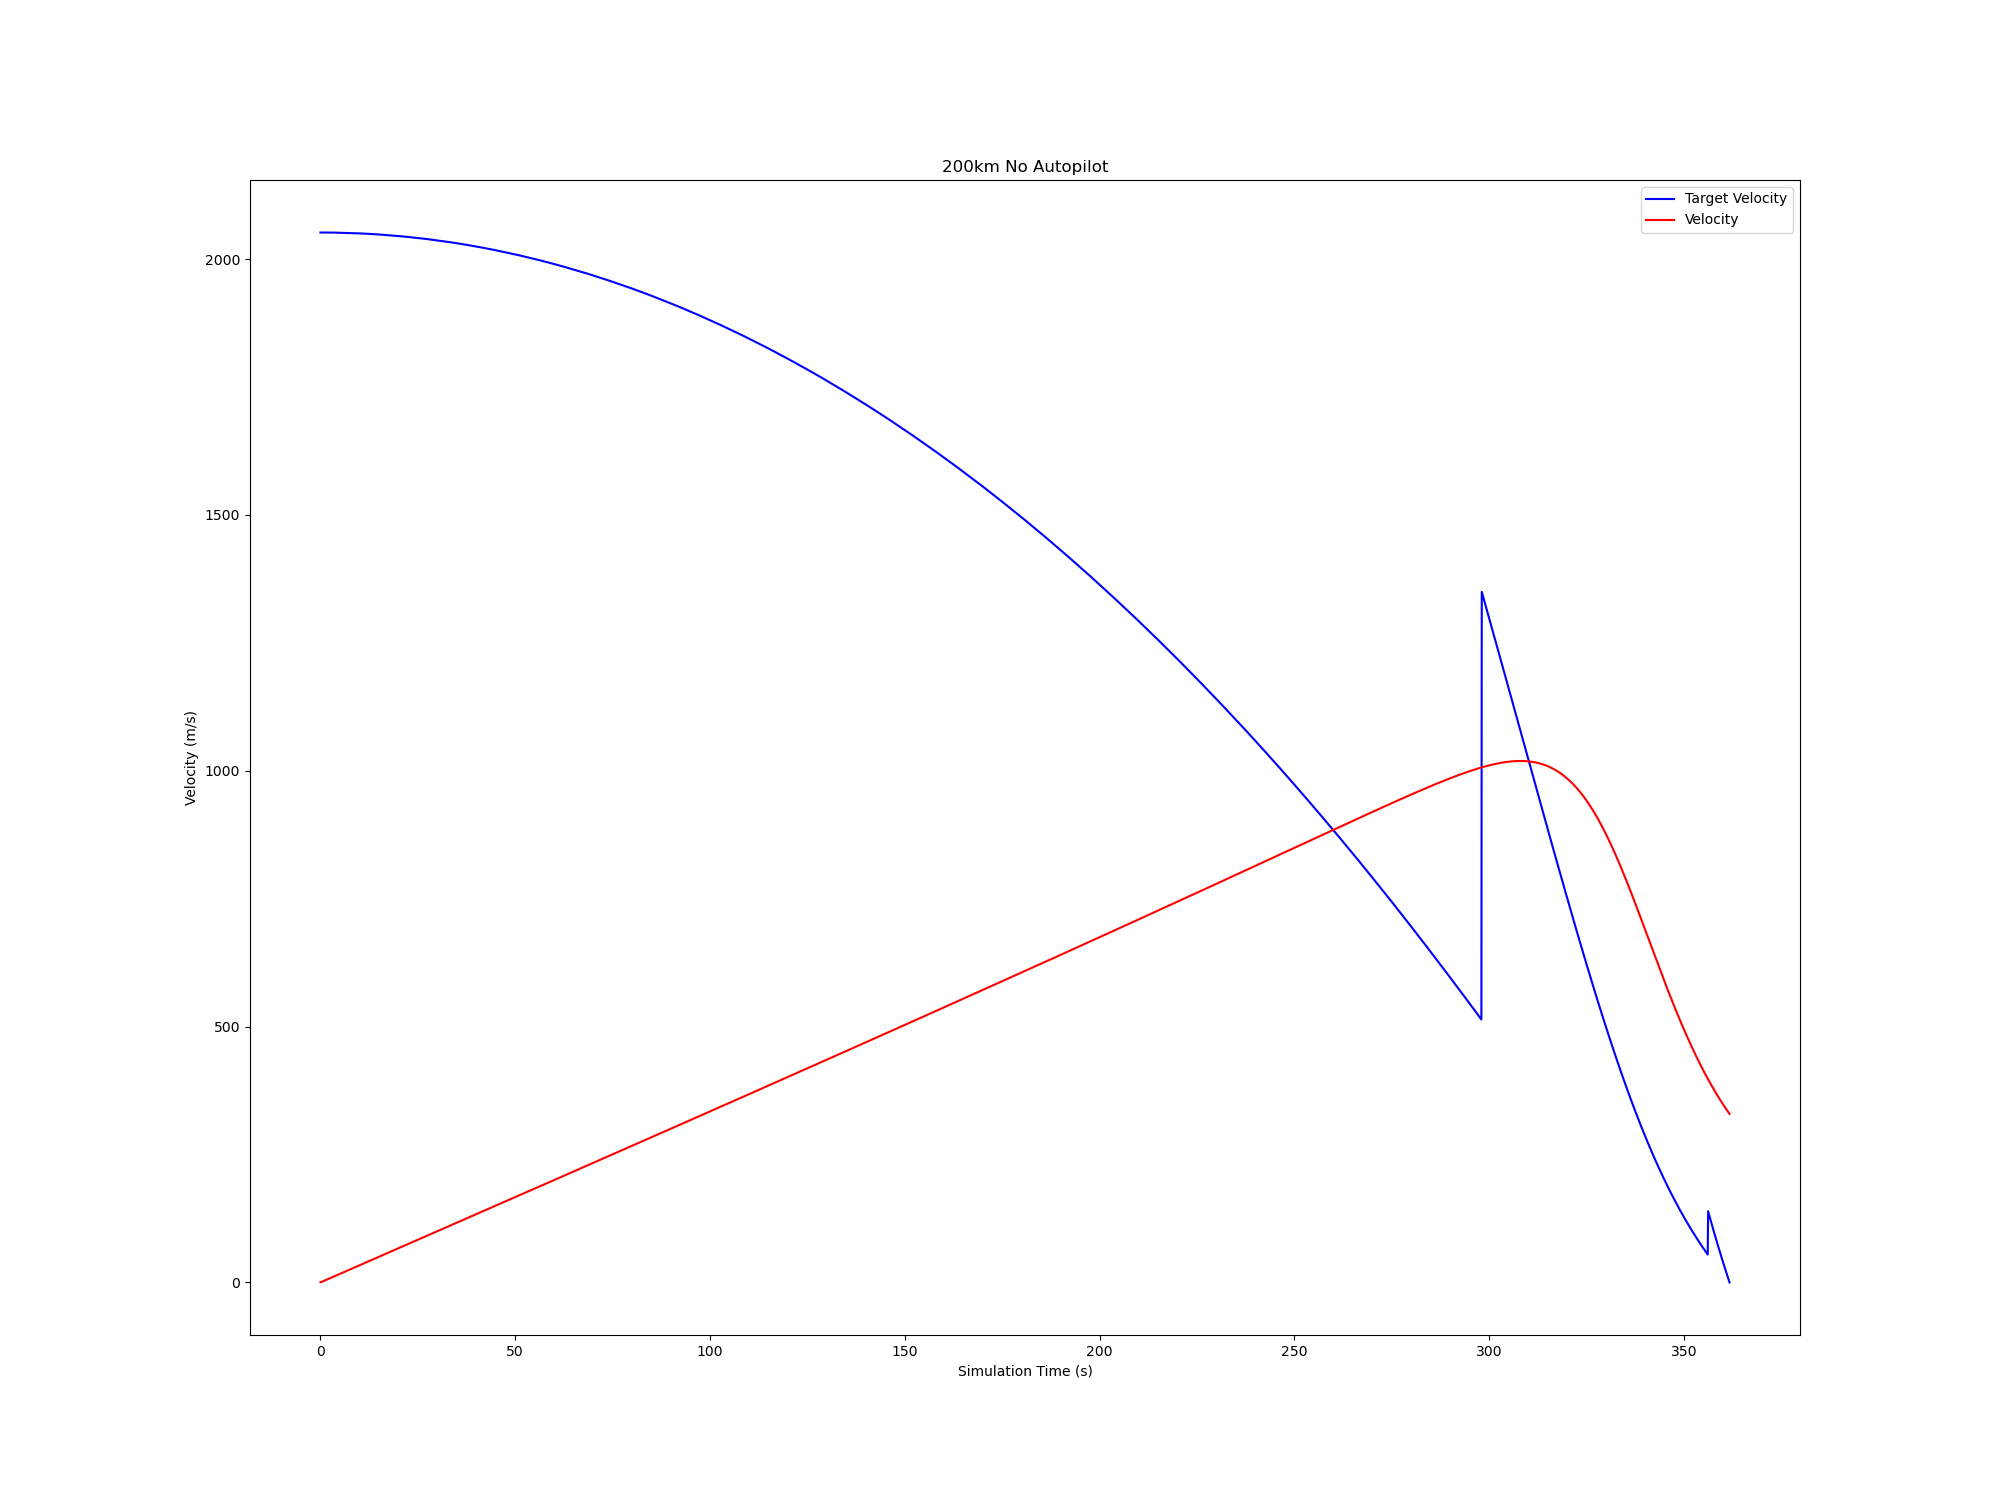 200km No Autopilot
Target Velocity
Velocity
Velocity (m/s)
2000
1500
1000
500
0
0 50 100 150 200 250 300 350
Simulation Time (s)